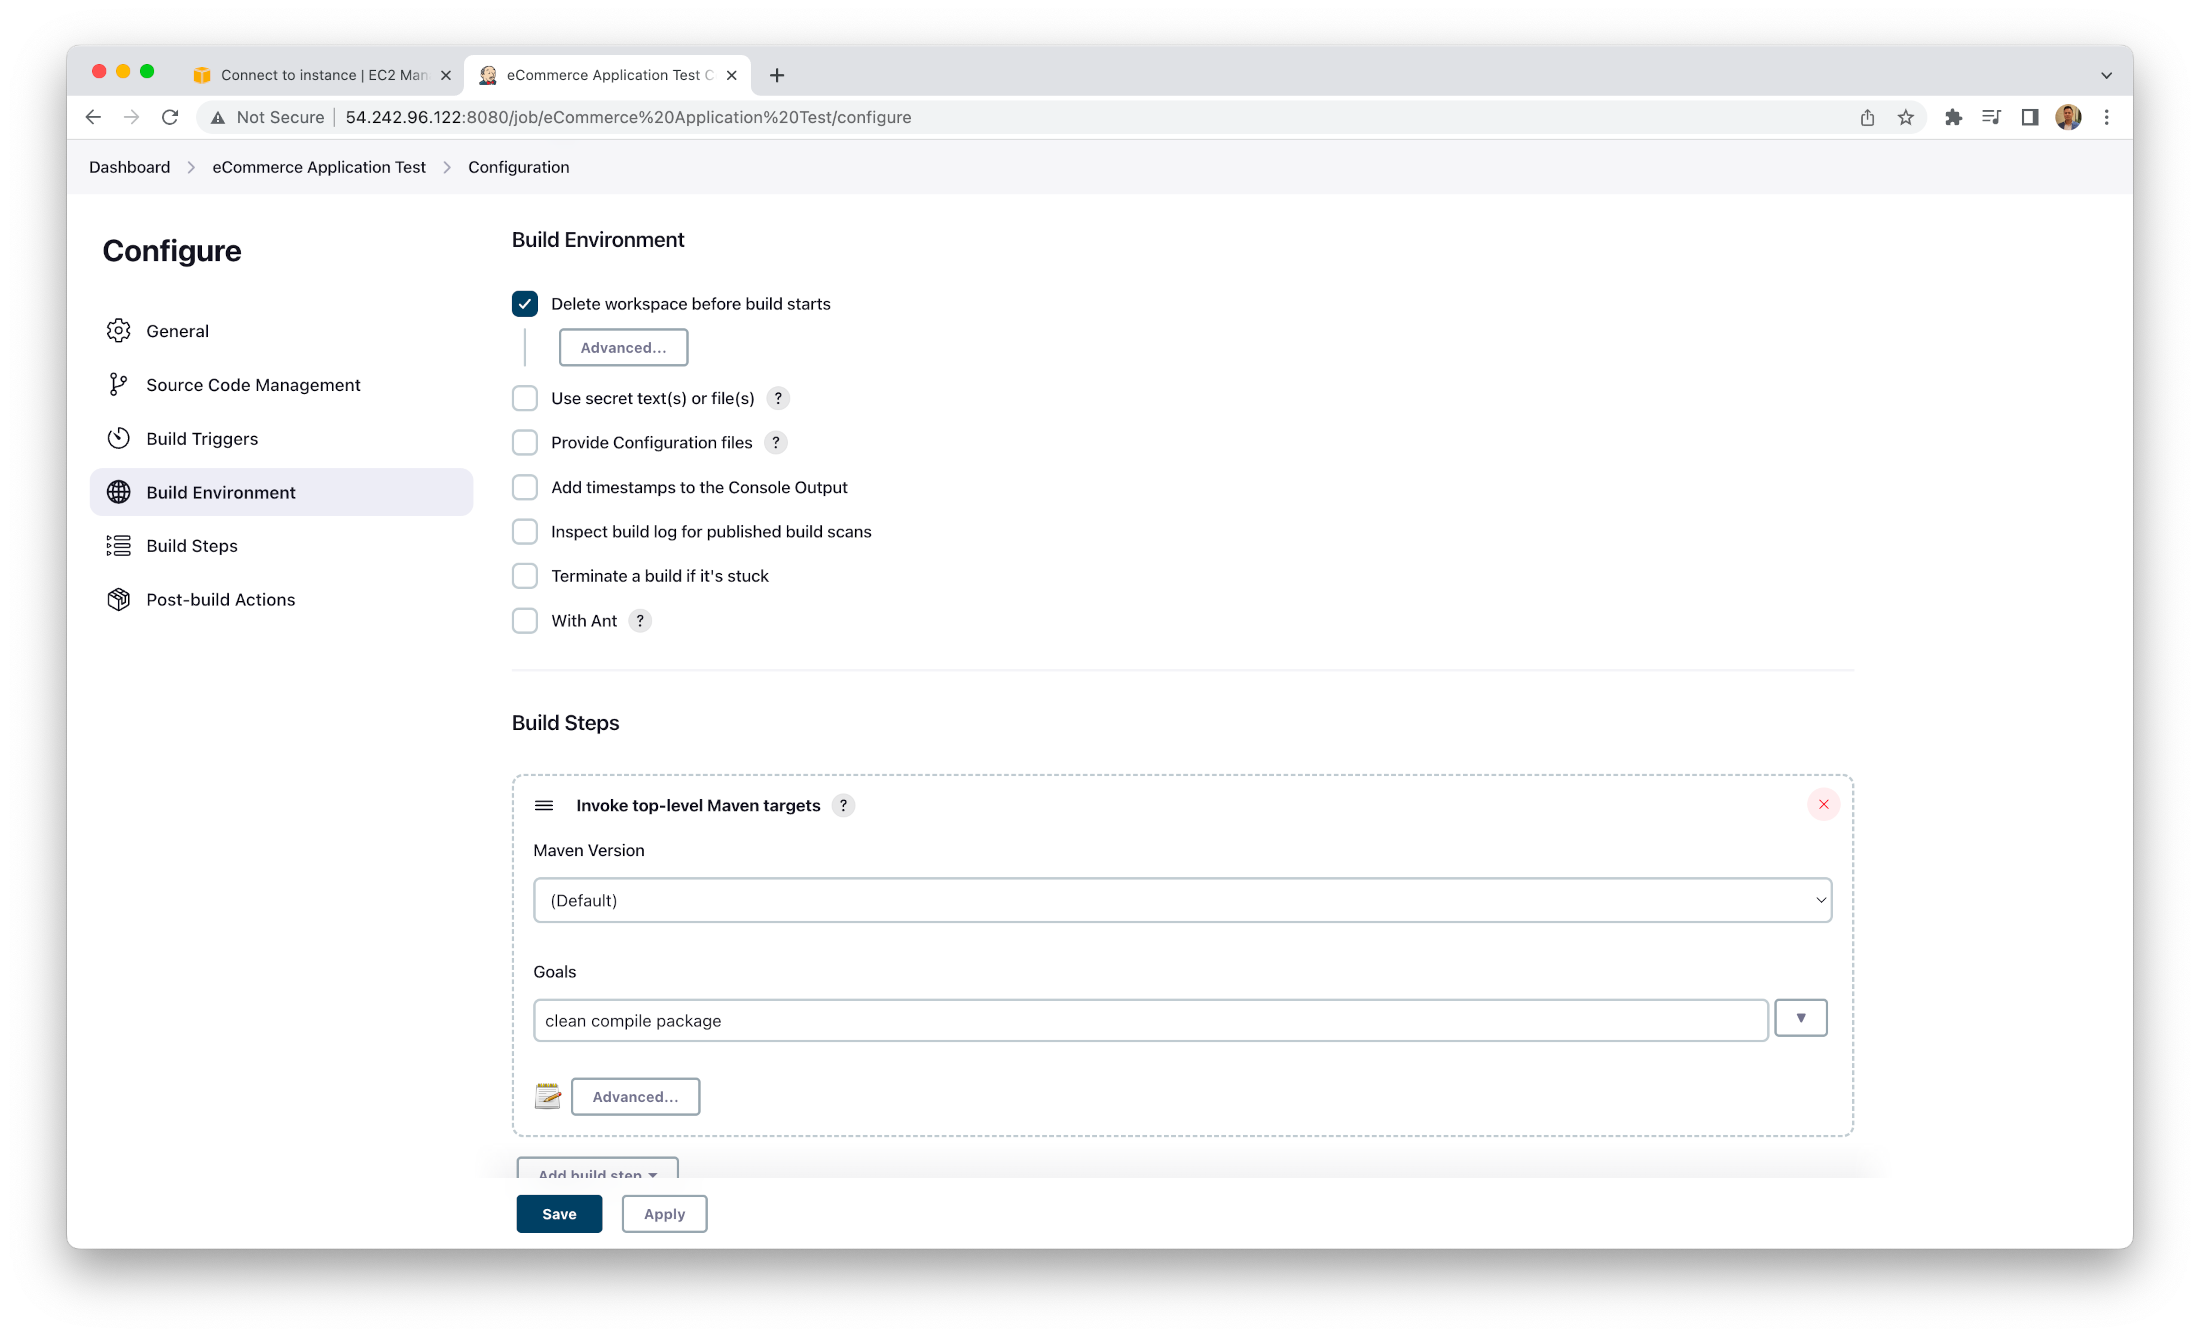 Connect to instance | EC2 Man
eCommerce Application Test C
Not Secure
54.242.96.122:8080/job/eCommerce%20Application%20Test/configure
Dashboard
eCommerce Application Test
Configuration
Configure
General
Source Code Management
Build Triggers
Build Environment
Build Steps
Post-build Actions
Build Environment
Delete workspace before build starts
Advanced...
Use secret text(s) or file(s) ?
Provide Configuration files ?
Add timestamps to the Console Output
Inspect build log for published build scans
Terminate a build if it's stuck
With Ant ?
Build Steps
Invoke top-level Maven targets ?
Maven Version
(Default)
Goals
clean compile package
Advanced...
Add build step
Save
Apply